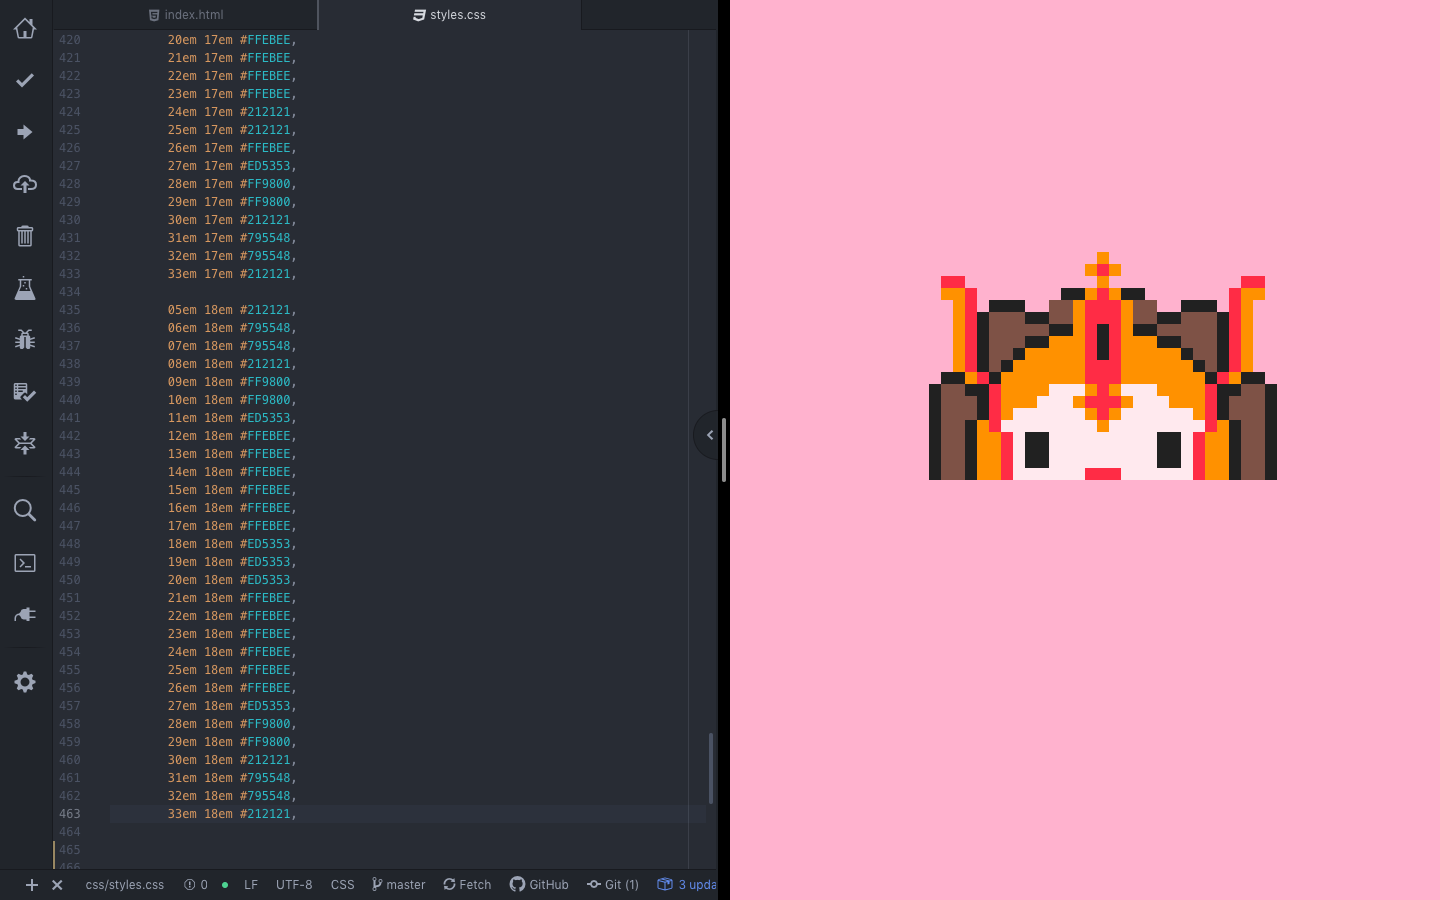 index.html
styles.css
420 20em 17em #FFEBEE,
421 21em 17em #FFEBEE,
422 22em 17em #FFEBEE,
423 23em 17em #FFEBEE,
424 24em 17em #212121,
425 25em 17em #212121,
426 26em 17em #FFEBEE,
427 27em 17em #ED5353,
428 28em 17em #FF9800,
429 29em 17em #FF9800,
430 30em 17em #212121,
431 31em 17em #795548,
432 32em 17em #795548,
433 33em 17em #212121,
434
435 05em 18em #212121,
436 06em 18em #795548,
437 07em 18em #795548,
438 08em 18em #212121,
439 09em 18em #FF9800,
440 10em 18em #FF9800,
441 11em 18em #ED5353,
442 12em 18em #FFEBEE,
443 13em 18em #FFEBEE,
444 14em 18em #FFEBEE,
445 15em 18em #FFEBEE,
446 16em 18em #FFEBEE,
447 17em 18em #FFEBEE,
448 18em 18em #ED5353,
449 19em 18em #ED5353,
450 20em 18em #ED5353,
451 21em 18em #FFEBEE,
452 22em 18em #FFEBEE,
453 23em 18em #FFEBEE,
454 24em 18em #FFEBEE,
455 25em 18em #FFEBEE,
456 26em 18em #FFEBEE,
457 27em 18em #ED5353,
458 28em 18em #FF9800,
459 29em 18em #FF9800,
460 30em 18em #212121,
461 31em 18em #795548,
462 32em 18em #795548,
463 33em 18em #212121,
464
465
466
css/styles.css 0 LF UTF-8 CSS master Fetch GitHub Git (1) 3 upda